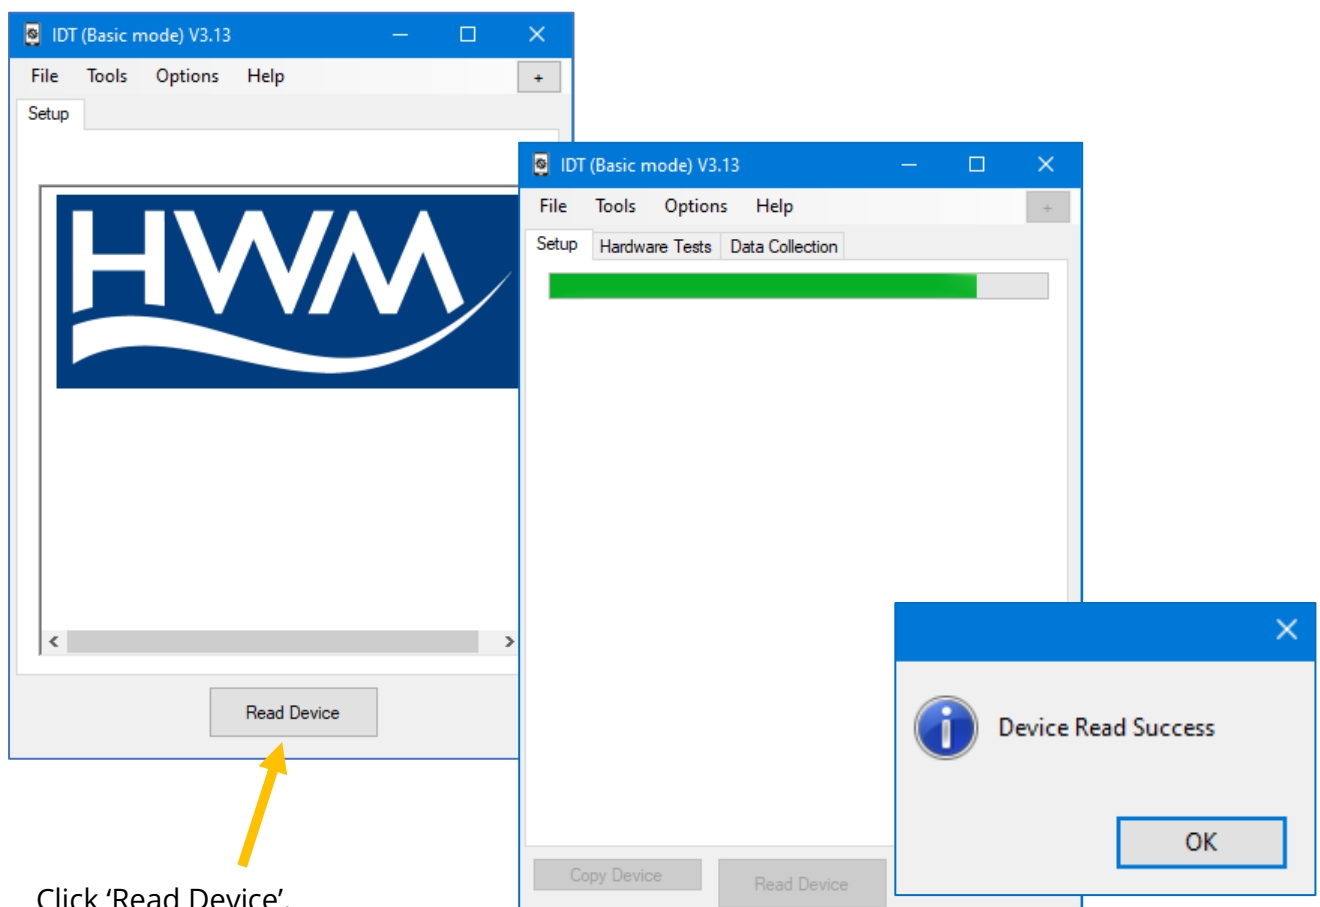 IDT (Basic mode) V3.13
File Tools Options Help +
Setup
HWM
Read Device
Click ‘Read Device’.
IDT (Basic mode) V3.13
File Tools Options Help +
Setup Hardware Tests Data Collection
Copy Device Read Device
Device Read Success
OK